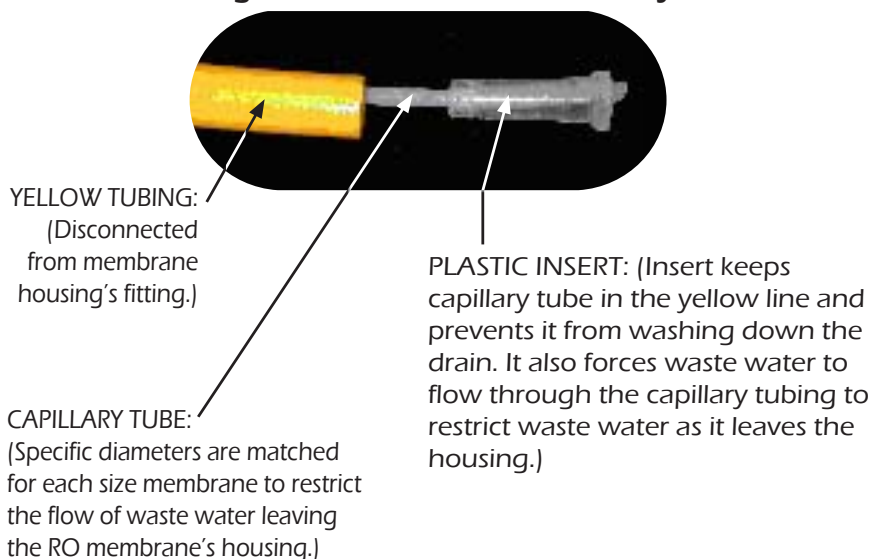 YELLOW TUBING:
(Disconnected
from membrane
housing's fitting.)
PLASTIC INSERT: (Insert keeps
capillary tube in the yellow line and
prevents it from washing down the
drain. It also forces waste water to
flow through the capillary tubing to
restrict waste water as it leaves the
housing.)
CAPILLARY TUBE:
(Specific diameters are matched
for each size membrane to restrict
the flow of waste water leaving
the RO membrane's housing.)